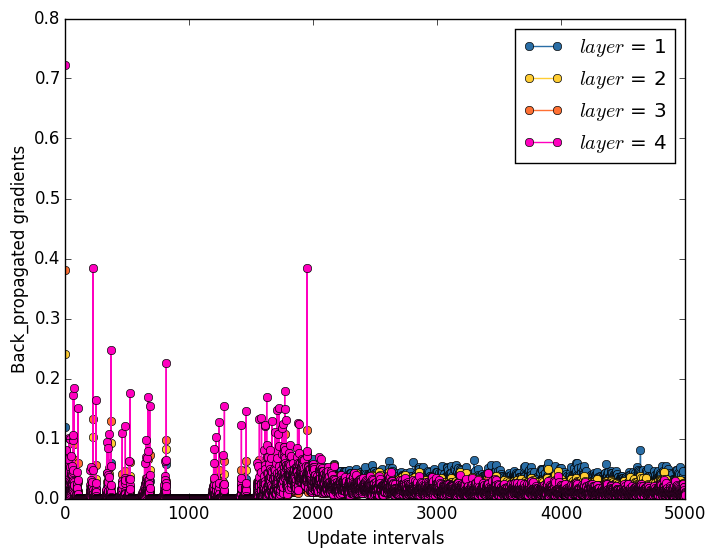 0.8
0.7
0.6
0.5
0.4
0.3
0.2
0.1
0.0
Back_propagated gradients
layer = 1
layer = 2
layer = 3
layer = 4
0 1000 2000 3000 4000 5000
Update intervals